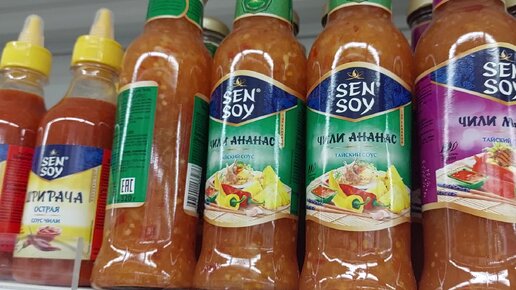 SEN
SOY
ШРИРАЧА
ОСТРАЯ
СОУС ЧИЛИ
EAC
SEN
SOY
ЧИЛИ АНАНАС
ТАЙСКИЙ СОУС
SEN
SOY
ЧИЛИ АНАНАС
ТАЙСКИЙ СОУС
SEN
SOY
ЧИЛИ
ТАЙСКИЙ